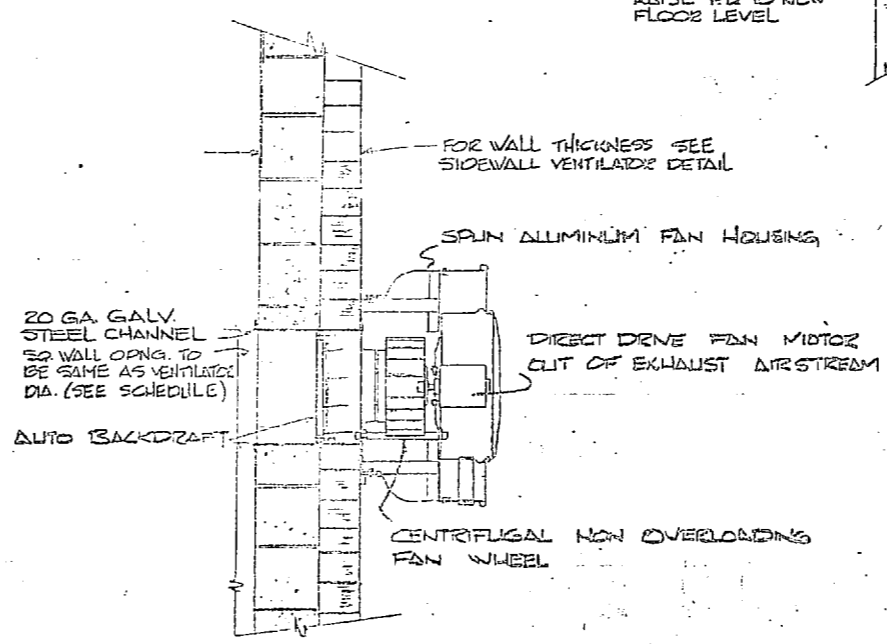 FLOOR LEVEL
FOR WALL THICKNESS SEE
SIDEWALL VENTILATOR DETAIL
SPUN ALUMINUM FAN HOUSING
20 GA. GALV.
STEEL CHANNEL
SQ. WALL OPNG. TO
BE SAME AS VENTILATOR
DIA. (SEE SCHEDULE)
DIRECT DRIVE FAN MOTOR
OUT OF EXHAUST AIRSTREAM
AUTO BACKDRAFT
CENTRIFUGAL NON OVERLOADING
FAN WHEEL